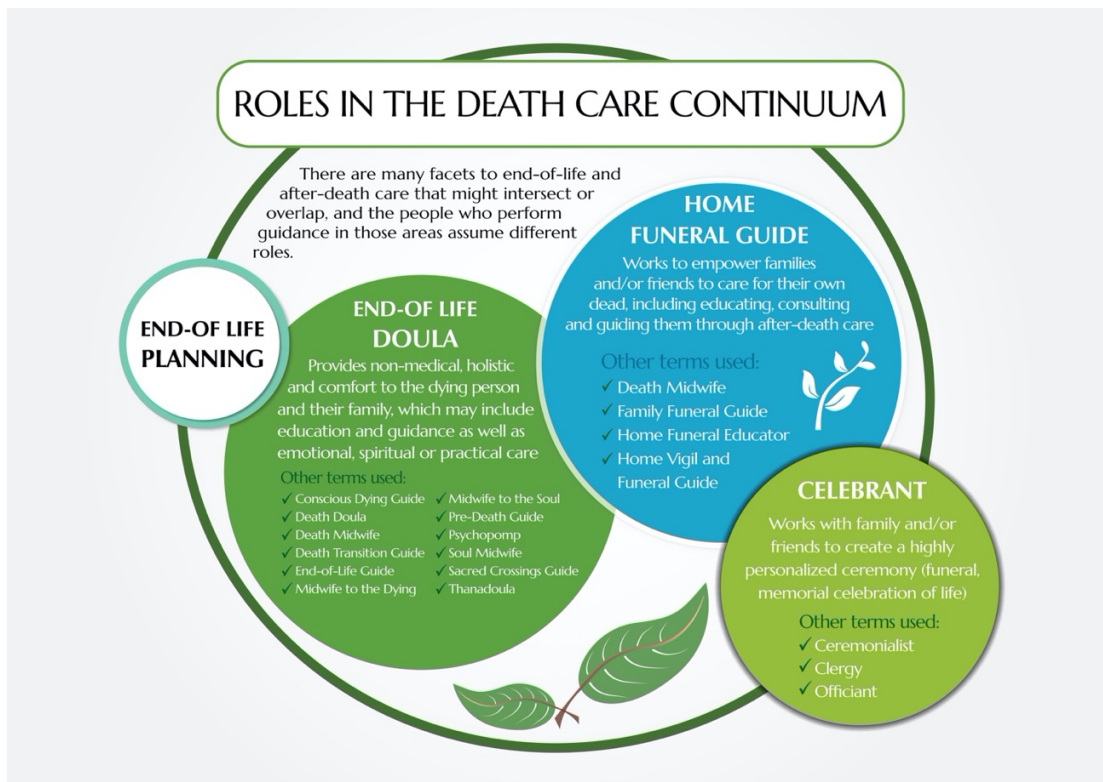 ROLES IN THE DEATH CARE CONTINUUM
There are many facets to end-of-life and
after-death care that might intersect or
overlap, and the people who perform
guidance in those areas assume different
roles.
END-OF LIFE
PLANNING
END-OF LIFE
DOULA
Provides non-medical, holistic
and comfort to the dying person
and their family, which may include
education and guidance as well as
emotional, spiritual or practical care
Other terms used:
✓ Conscious Dying Guide
✓ Death Doula
✓ Death Midwife
✓ Death Transition Guide
✓ End-of-Life Guide
✓ Midwife to the Dying
✓ Midwife to the Soul
✓ Pre-Death Guide
✓ Psychopomp
✓ Soul Midwife
✓ Sacred Crossings Guide
✓ Thanadoula
HOME
FUNERAL GUIDE
Works to empower families
and/or friends to care for their own
dead, including educating, consulting
and guiding them through after-death care
Other terms used:
✓ Death Midwife
✓ Family Funeral Guide
✓ Home Funeral Educator
✓ Home Vigil and
Funeral Guide
CELEBRANT
Works with family and/or
friends to create a highly
personalized ceremony (funeral,
memorial celebration of life)
Other terms used:
✓ Ceremonialist
✓ Clergy
✓ Officiant